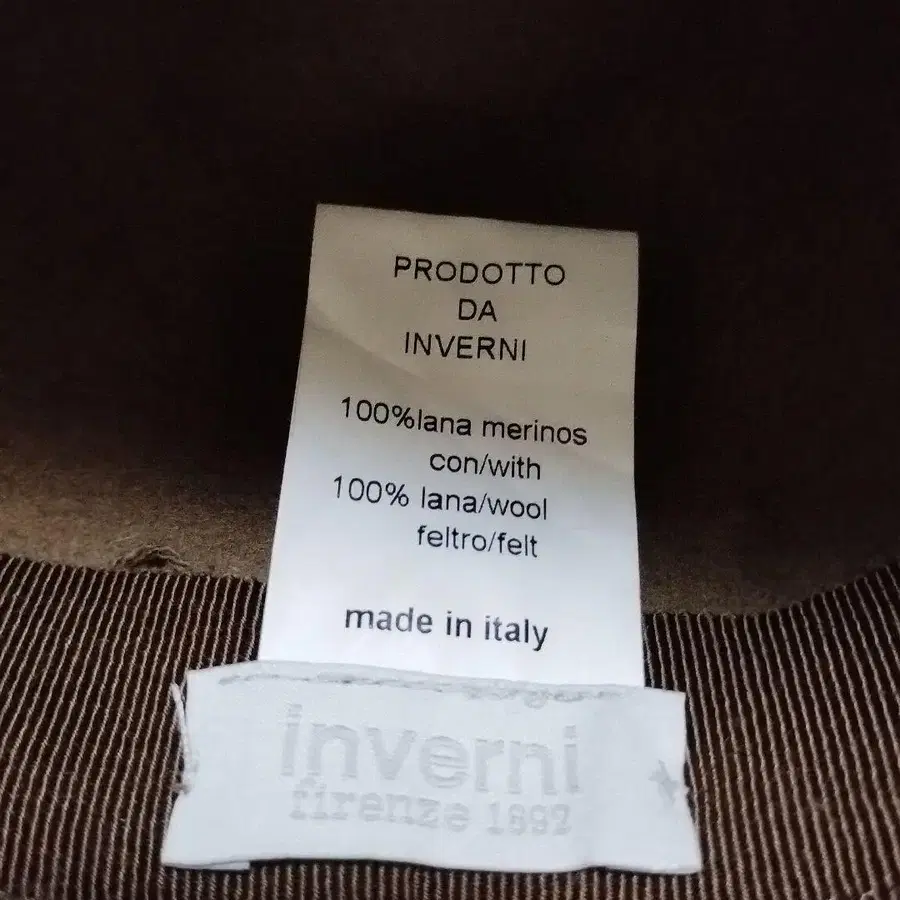 PRODOTTO
DA
INVERNI
100%lana merinos
con/with
100% lana/wool
feltro/felt
made in italy
inverni
firenze 1892